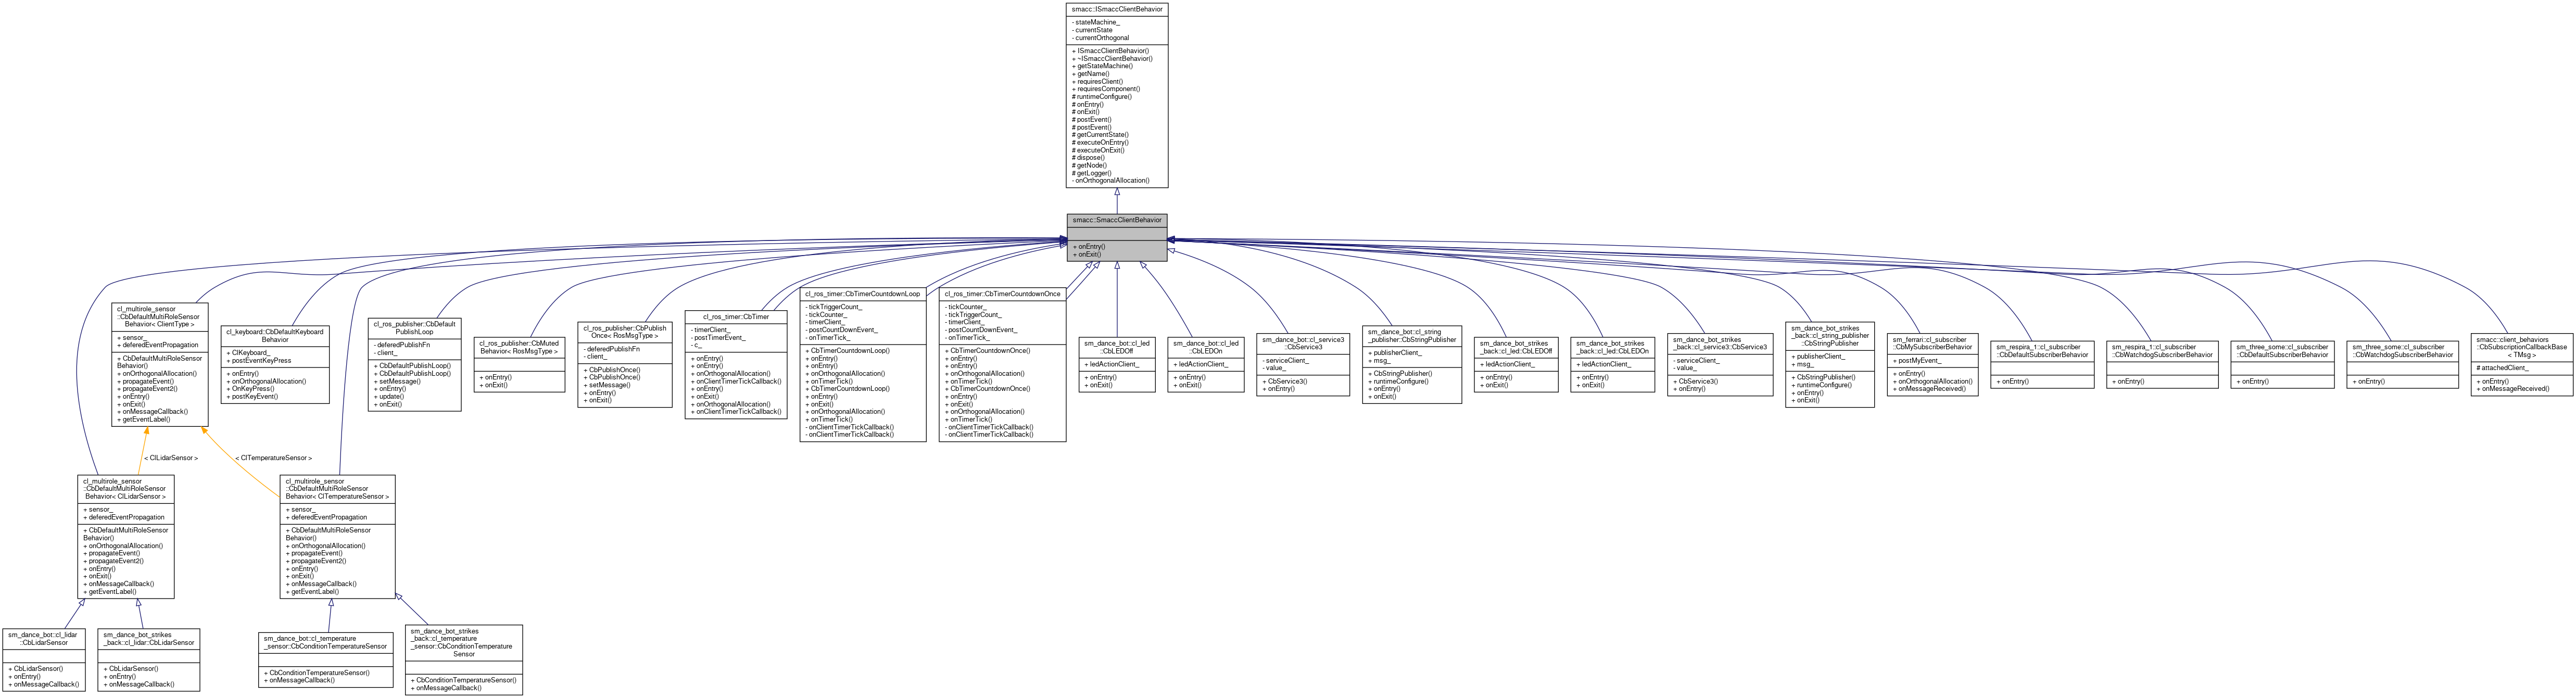 smacc::ISmaccClientBehavior
- stateMachine_
- currentState
- currentOrthogonal
+ ISmaccClientBehavior()
+ ~ISmaccClientBehavior()
+ getStateMachine()
+ getName()
+ requiresClient()
+ requiresComponent()
# runtimeConfigure()
# onEntry()
# onExit()
# postEvent()
# postEvent()
# getCurrentState()
# executeOnEntry()
# executeOnExit()
# dispose()
# getNode()
# getLogger()
- onOrthogonalAllocation()
smacc::SmaccClientBehavior
+ onEntry()
+ onExit()
cl_multirole_sensor
::CbDefaultMultiRoleSensor
Behavior< ClientType >
+ sensor_
+ deferedEventPropagation
+ CbDefaultMultiRoleSensor
Behavior()
+ onOrthogonalAllocation()
+ propagateEvent()
+ propagateEvent2()
+ onEntry()
+ onExit()
+ onMessageCallback()
+ getEventLabel()
cl_keyboard::CbDefaultKeyboard
Behavior
+ ClKeyboard_
+ postEventKeyPress
+ onEntry()
+ onOrthogonalAllocation()
+ OnKeyPress()
+ postKeyEvent()
cl_ros_publisher::CbDefault
PublishLoop
- deferedPublishFn
- client_
+ CbDefaultPublishLoop()
+ CbDefaultPublishLoop()
+ setMessage()
+ onEntry()
+ update()
+ onExit()
cl_ros_publisher::CbMuted
Behavior< RosMsgType >
+ onEntry()
+ onExit()
cl_ros_publisher::CbPublish
Once< RosMsgType >
- deferedPublishFn
- client_
+ CbPublishOnce()
+ CbPublishOnce()
+ setMessage()
+ onEntry()
+ onExit()
cl_ros_timer::CbTimer
- timerClient_
- postTimerEvent_
- c_
+ onEntry()
+ onEntry()
+ onOrthogonalAllocation()
+ onClientTimerTickCallback()
+ onEntry()
+ onExit()
+ onOrthogonalAllocation()
+ onClientTimerTickCallback()
cl_ros_timer::CbTimerCountdownLoop
- tickTriggerCount_
- tickCounter_
- timerClient_
- postCountDownEvent_
- onTimerTick_
+ CbTimerCountdownLoop()
+ onEntry()
+ onEntry()
+ onOrthogonalAllocation()
+ onTimerTick()
+ CbTimerCountdownLoop()
+ onEntry()
+ onExit()
+ onOrthogonalAllocation()
+ onTimerTick()
- onClientTimerTickCallback()
- onClientTimerTickCallback()
cl_ros_timer::CbTimerCountdownOnce
- tickCounter_
- tickTriggerCount_
- timerClient_
- postCountDownEvent_
- onTimerTick_
+ CbTimerCountdownOnce()
+ onEntry()
+ onEntry()
+ onOrthogonalAllocation()
+ onTimerTick()
+ CbTimerCountdownOnce()
+ onEntry()
+ onExit()
+ onOrthogonalAllocation()
+ onTimerTick()
- onClientTimerTickCallback()
- onClientTimerTickCallback()
sm_dance_bot::cl_led
::CbLEDOff
+ ledActionClient_
+ onEntry()
+ onExit()
sm_dance_bot::cl_led
::CbLEDOn
+ ledActionClient_
+ onEntry()
+ onExit()
sm_dance_bot::cl_service3
::CbService3
- serviceClient_
- value_
+ CbService3()
+ onEntry()
sm_dance_bot::cl_string
_publisher::CbStringPublisher
+ publisherClient_
+ msg_
+ CbStringPublisher()
+ runtimeConfigure()
+ onEntry()
+ onExit()
sm_dance_bot_strikes
_back::cl_led::CbLEDOff
+ ledActionClient_
+ onEntry()
+ onExit()
sm_dance_bot_strikes
_back::cl_led::CbLEDOn
+ ledActionClient_
+ onEntry()
+ onExit()
sm_dance_bot_strikes
_back::cl_service3::CbService3
- serviceClient_
- value_
+ CbService3()
+ onEntry()
sm_dance_bot_strikes
_back::cl_string_publisher
::CbStringPublisher
+ publisherClient_
+ msg_
+ CbStringPublisher()
+ runtimeConfigure()
+ onEntry()
+ onExit()
sm_ferrari::cl_subscriber
::CbMySubscriberBehavior
+ postMyEvent_
+ onEntry()
+ onOrthogonalAllocation()
+ onMessageReceived()
sm_respira_1::cl_subscriber
::CbDefaultSubscriberBehavior
+ onEntry()
sm_respira_1::cl_subscriber
::CbWatchdogSubscriberBehavior
+ onEntry()
sm_three_some::cl_subscriber
::CbDefaultSubscriberBehavior
+ onEntry()
sm_three_some::cl_subscriber
::CbWatchdogSubscriberBehavior
+ onEntry()
smacc::client_behaviors
::CbSubscriptionCallbackBase
< TMsg >
# attachedClient_
+ onEntry()
+ onMessageReceived()
< ClLidarSensor >
< ClTemperatureSensor >
cl_multirole_sensor
::CbDefaultMultiRoleSensor
Behavior< ClLidarSensor >
+ sensor_
+ deferedEventPropagation
+ CbDefaultMultiRoleSensor
Behavior()
+ onOrthogonalAllocation()
+ propagateEvent()
+ propagateEvent2()
+ onEntry()
+ onExit()
+ onMessageCallback()
+ getEventLabel()
cl_multirole_sensor
::CbDefaultMultiRoleSensor
Behavior< ClTemperatureSensor >
+ sensor_
+ deferedEventPropagation
+ CbDefaultMultiRoleSensor
Behavior()
+ onOrthogonalAllocation()
+ propagateEvent()
+ propagateEvent2()
+ onEntry()
+ onExit()
+ onMessageCallback()
+ getEventLabel()
sm_dance_bot::cl_lidar
::CbLidarSensor
+ CbLidarSensor()
+ onEntry()
+ onMessageCallback()
sm_dance_bot_strikes
_back::cl_lidar::CbLidarSensor
+ CbLidarSensor()
+ onEntry()
+ onMessageCallback()
sm_dance_bot::cl_temperature
_sensor::CbConditionTemperatureSensor
+ CbConditionTemperatureSensor()
+ onMessageCallback()
sm_dance_bot_strikes
_back::cl_temperature
_sensor::CbConditionTemperature
Sensor
+ CbConditionTemperatureSensor()
+ onMessageCallback()